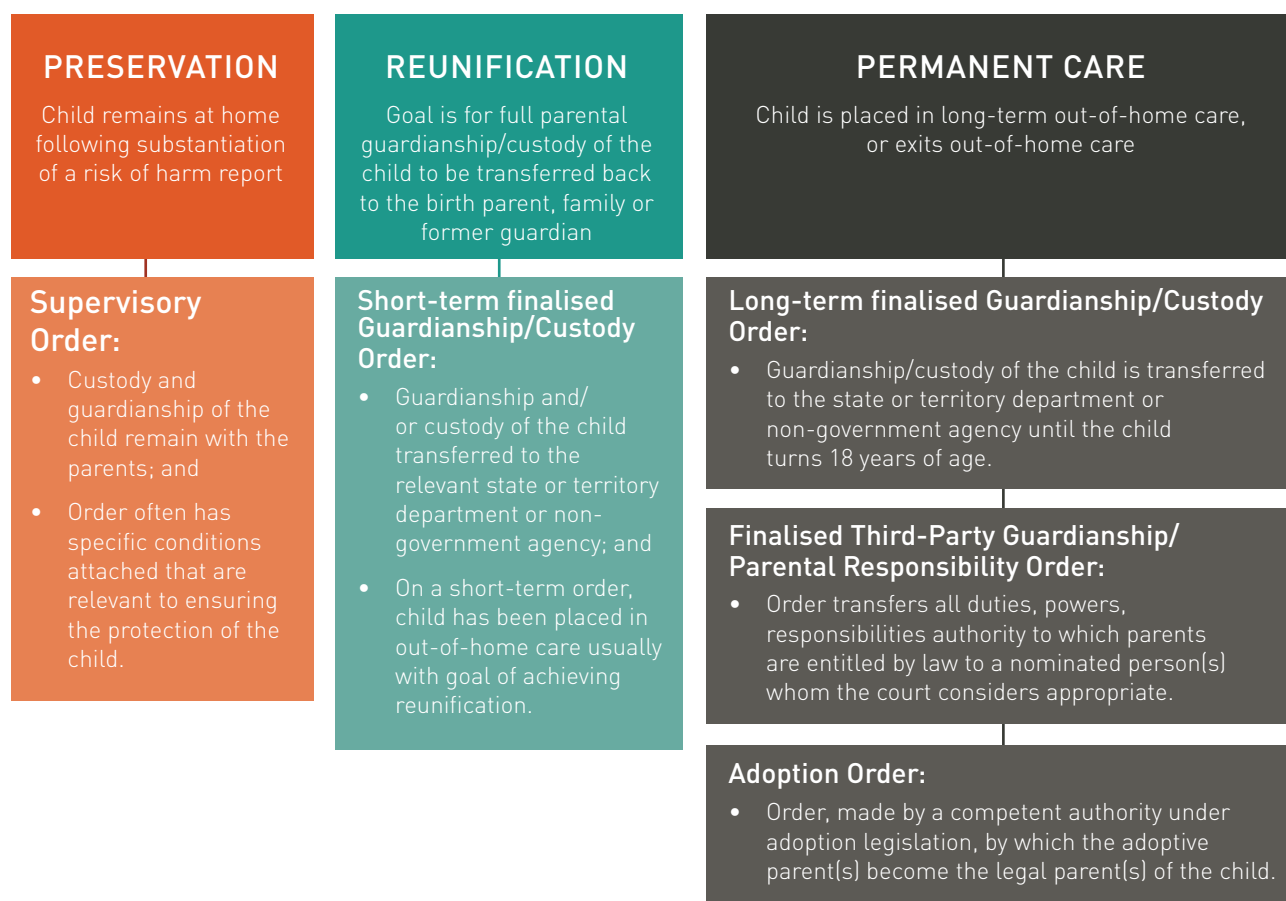 PRESERVATION
Child remains at home
following substantiation
of a risk of harm report
Supervisory
Order:
• Custody and
guardianship of the
child remain with the
parents; and
• Order often has
specific conditions
attached that are
relevant to ensuring
the protection of the
child.
REUNIFICATION
Goal is for full parental
guardianship/custody of the
child to be transferred back
to the birth parent, family or
former guardian
Short-term finalised
Guardianship/Custody
Order:
• Guardianship and/
or custody of the child
transferred to the
relevant state or territory
department or non-
government agency; and
• On a short-term order,
child has been placed in
out-of-home care usually
with goal of achieving
reunification.
PERMANENT CARE
Child is placed in long-term out-of-home care,
or exits out-of-home care
Long-term finalised Guardianship/Custody
Order:
• Guardianship/custody of the child is transferred
to the state or territory department or
non-government agency until the child
turns 18 years of age.
Finalised Third-Party Guardianship/
Parental Responsibility Order:
• Order transfers all duties, powers,
responsibilities authority to which parents
are entitled by law to a nominated person(s)
whom the court considers appropriate.
Adoption Order:
• Order, made by a competent authority under
adoption legislation, by which the adoptive
parent(s) become the legal parent(s) of the child.